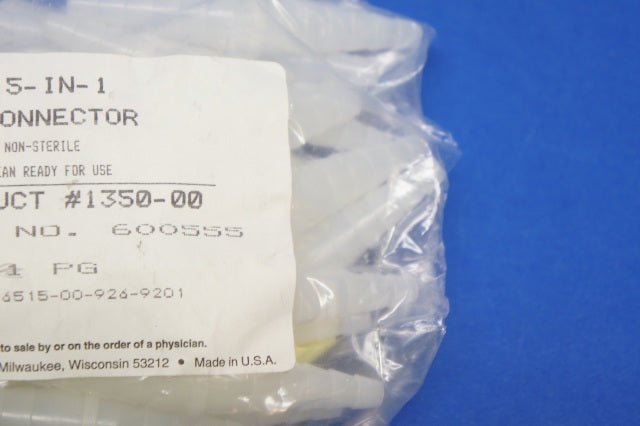 5-IN-1
ONNECTOR
NON-STERILE
EAN READY FOR USE
UCT #1350-00
NO. 600555
1 PG
6515-00-926-9201
to sale by or on the order of a physician.
Milwaukee, Wisconsin 53212 • Made in U.S.A.